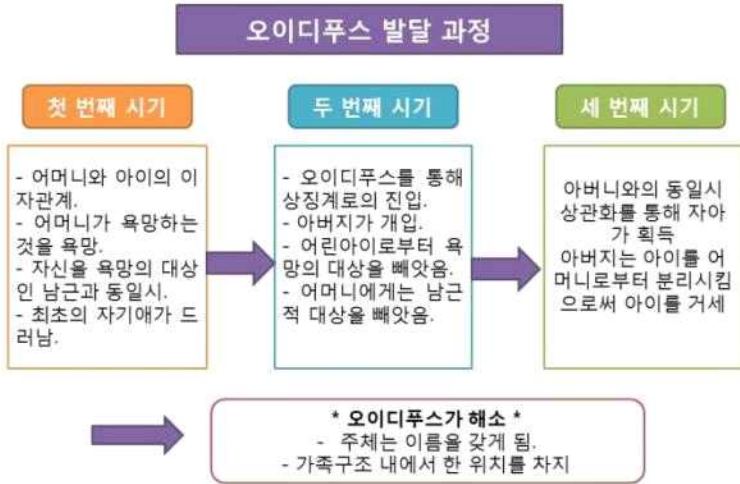 오이디푸스 발달 과정
첫 번째 시기
- 어머니와 아이의 이
자관계.
- 어머니가 욕망하는
것을 욕망.
- 자신을 욕망의 대상
인 남근과 동일시.
- 최초의 자기애가 드
러남.
두 번째 시기
- 오이디푸스를 통해
상징계로의 진입.
- 아버지가 개입.
- 어린아이로부터 욕
망의 대상을 빼앗음.
- 어머니에게는 남근
적 대상을 빼앗음.
세 번째 시기
아버니와의 동일시
상관화를 통해 자아
가 획득
아버지는 아이를 어
머니로부터 분리시킴
으로써 아이를 거세
* 오이디푸스가 해소 *
- 주체는 이름을 갖게 됨.
- 가족구조 내에서 한 위치를 차지